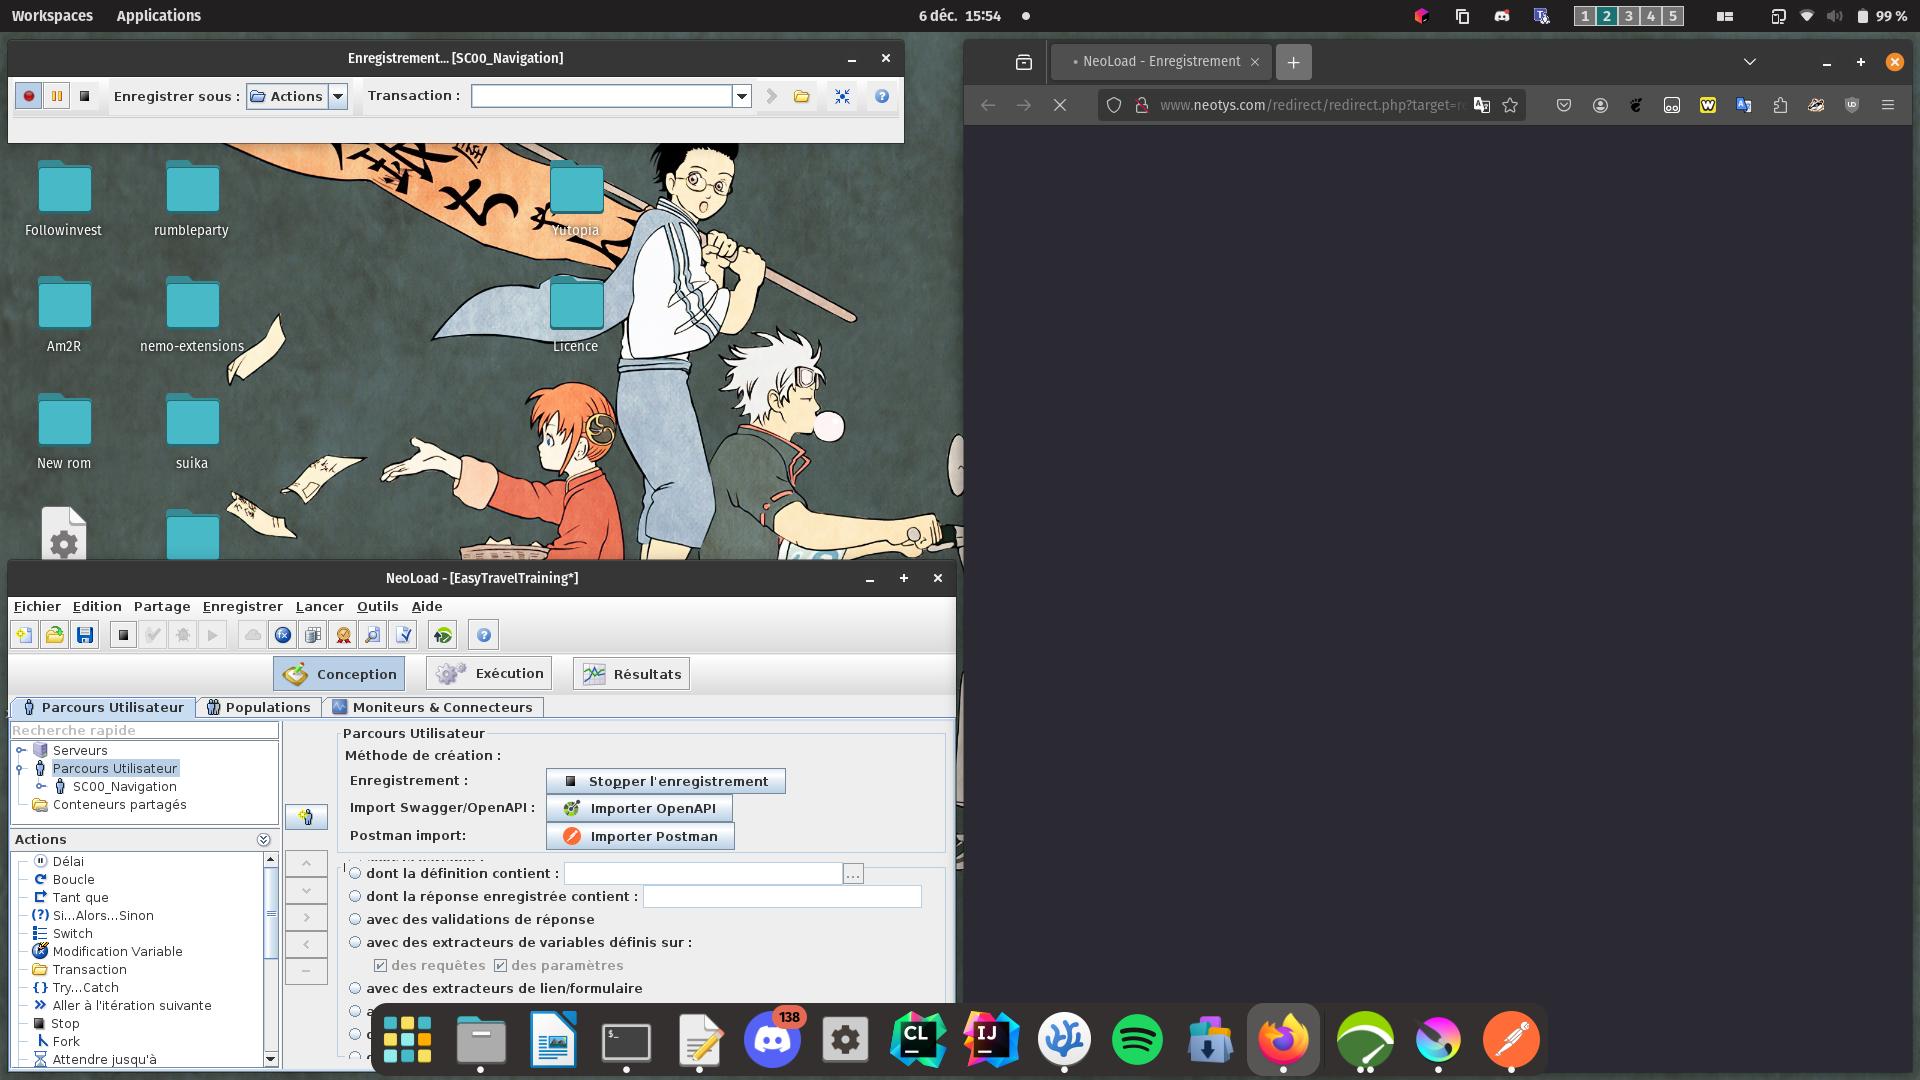 Workspaces Applications 6 déc. 15:54 1 2 3 4 5 99 %
Enregistrement... [SC00_Navigation]
Enregistrer sous : Actions Transaction :
NeoLoad - Enregistrement
www.neotys.com/redirect/redirect.php?target=r
Followinvest rumbleparty Yutopia
Am2R nemo-extensions Licence
New rom suika
NeoLoad - [EasyTravelTraining*]
Fichier Edition Partage Enregistrer Lancer Outils Aide
Conception Exécution Résultats
Parcours Utilisateur Populations Moniteurs & Connecteurs
Recherche rapide
Serveurs
Parcours Utilisateur
SC00_Navigation
Conteneurs partagés
Actions
Délai
Boucle
Tant que
Si...Alors...Sinon
Switch
Modification Variable
Transaction
Try...Catch
Aller à l'itération suivante
Stop
Fork
Attendre jusqu'à
Parcours Utilisateur
Méthode de création :
Enregistrement : Stopper l'enregistrement
Import Swagger/OpenAPI : Importer OpenAPI
Postman import: Importer Postman
dont la définition contient : ...
dont la réponse enregistrée contient :
avec des validations de réponse
avec des extracteurs de variables définis sur :
des requêtes des paramètres
avec des extracteurs de lien/formulaire
138
CL
IJ